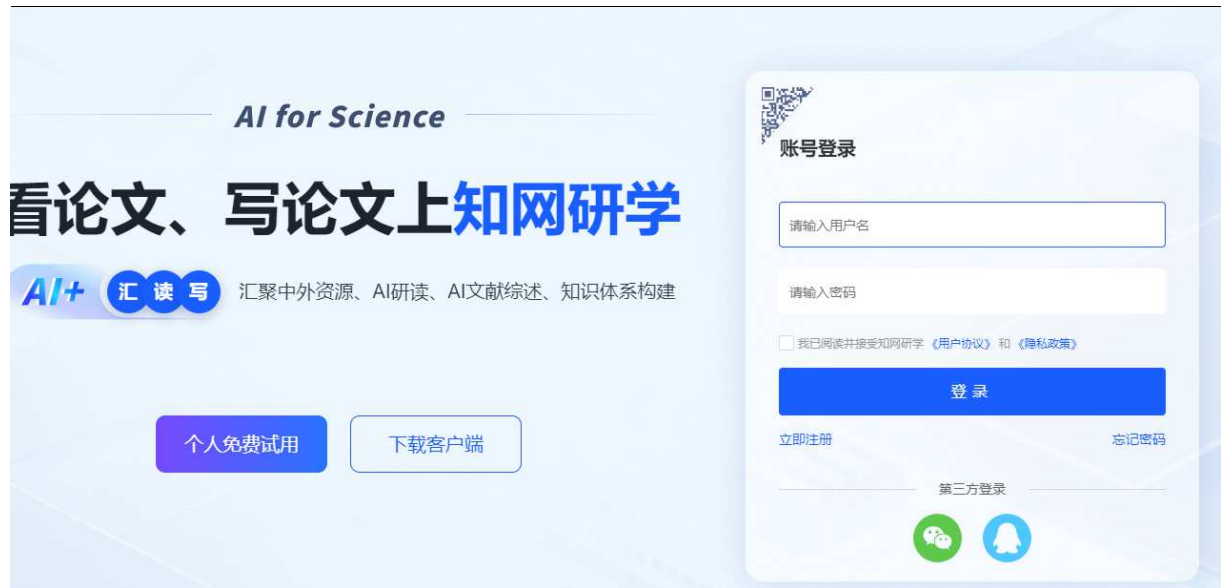 AI for Science
看论文、写论文上知网研学
AI+ 汇 读 写 汇聚中外资源、AI研读、AI文献综述、知识体系构建
个人免费试用
下载客户端
账号登录
请输入用户名
请输入密码
我已阅读并接受知网研学《用户协议》和《隐私政策》
登 录
立即注册
忘记密码
第三方登录